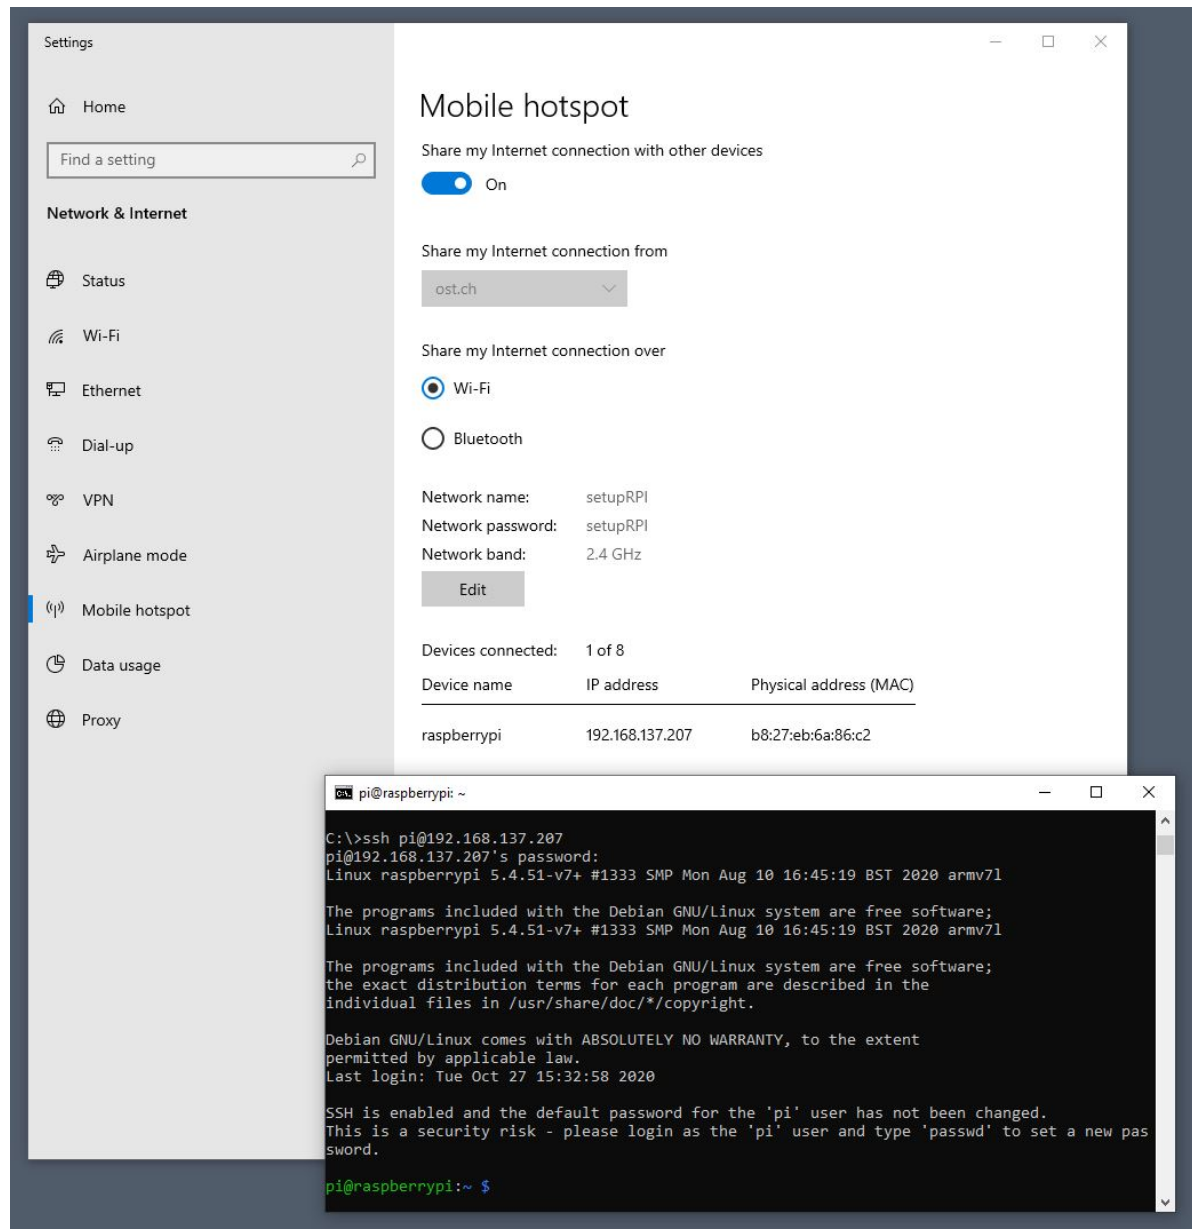 Settings
Home
Find a setting
Network & Internet
Status
Wi-Fi
Ethernet
Dial-up
VPN
Airplane mode
Mobile hotspot
Data usage
Proxy
Mobile hotspot
Share my Internet connection with other devices
On
Share my Internet connection from
ost.ch
Share my Internet connection over
Wi-Fi
Bluetooth
Network name: setupRPI
Network password: setupRPI
Network band: 2.4 GHz
Edit
Devices connected: 1 of 8
Device name IP address Physical address (MAC)
raspberrypi 192.168.137.207 b8:27:eb:6a:86:c2
C:\. pi@raspberrypi: ~
C:\>ssh pi@192.168.137.207
pi@192.168.137.207's password:
Linux raspberrypi 5.4.51-v7+ #1333 SMP Mon Aug 10 16:45:19 BST 2020 armv7l
The programs included with the Debian GNU/Linux system are free software;
Linux raspberrypi 5.4.51-v7+ #1333 SMP Mon Aug 10 16:45:19 BST 2020 armv7l
The programs included with the Debian GNU/Linux system are free software;
the exact distribution terms for each program are described in the
individual files in /usr/share/doc/*/copyright.
Debian GNU/Linux comes with ABSOLUTELY NO WARRANTY, to the extent
permitted by applicable law.
Last login: Tue Oct 27 15:32:58 2020
SSH is enabled and the default password for the 'pi' user has not been changed.
This is a security risk - please login as the 'pi' user and type 'passwd' to set a new pas
sword.
pi@raspberrypi:~ $